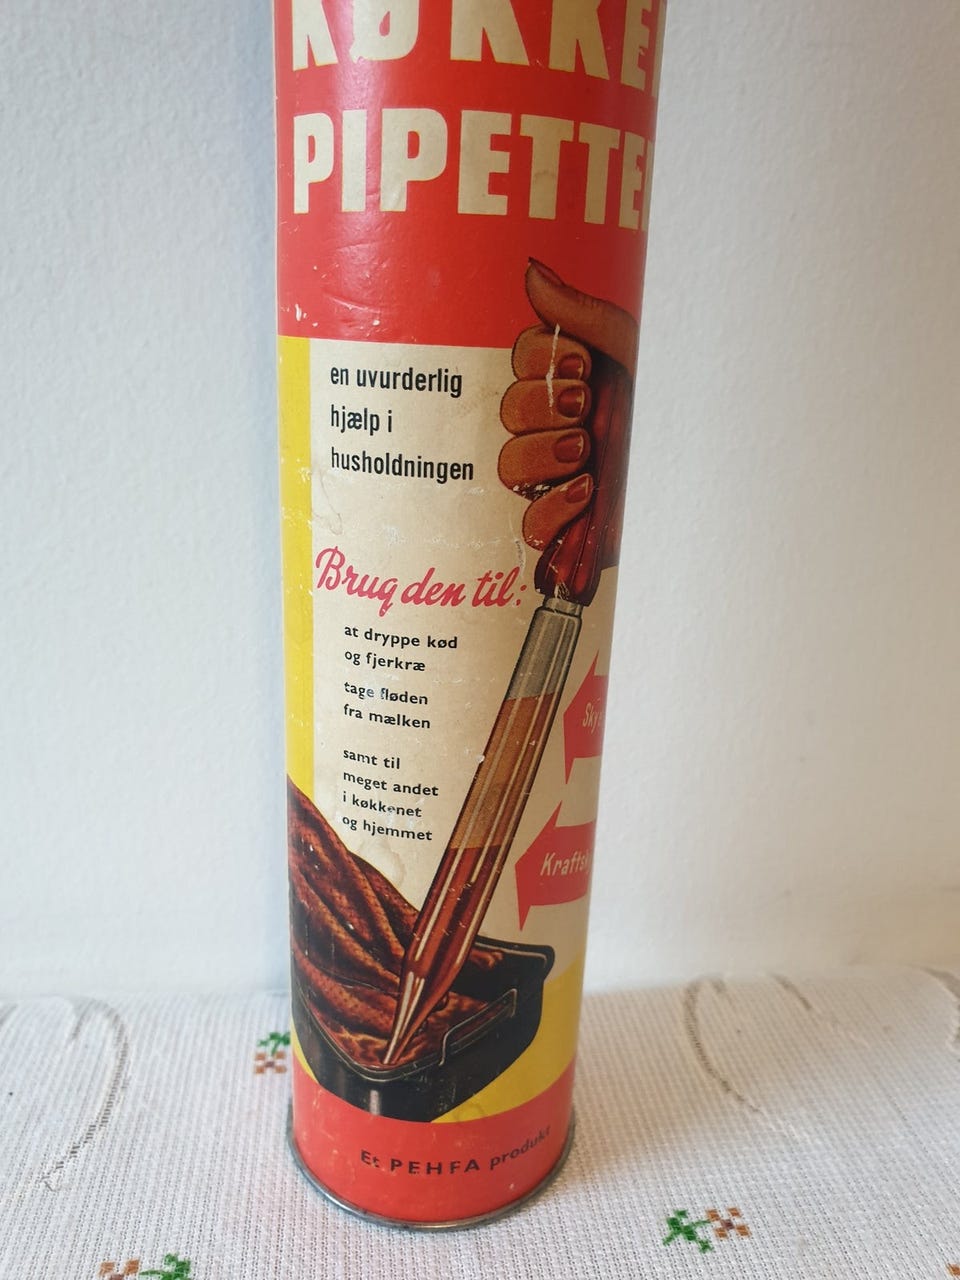 KØKKE
PIPETTE
en uvurderlig
hjælp i
husholdningen
Brug den til:
at dryppe kød
og fjerkræ
tage fløden
fra mælken
samt til
meget andet
i køkkenet
og hjemmet
Et PEHFA produkt